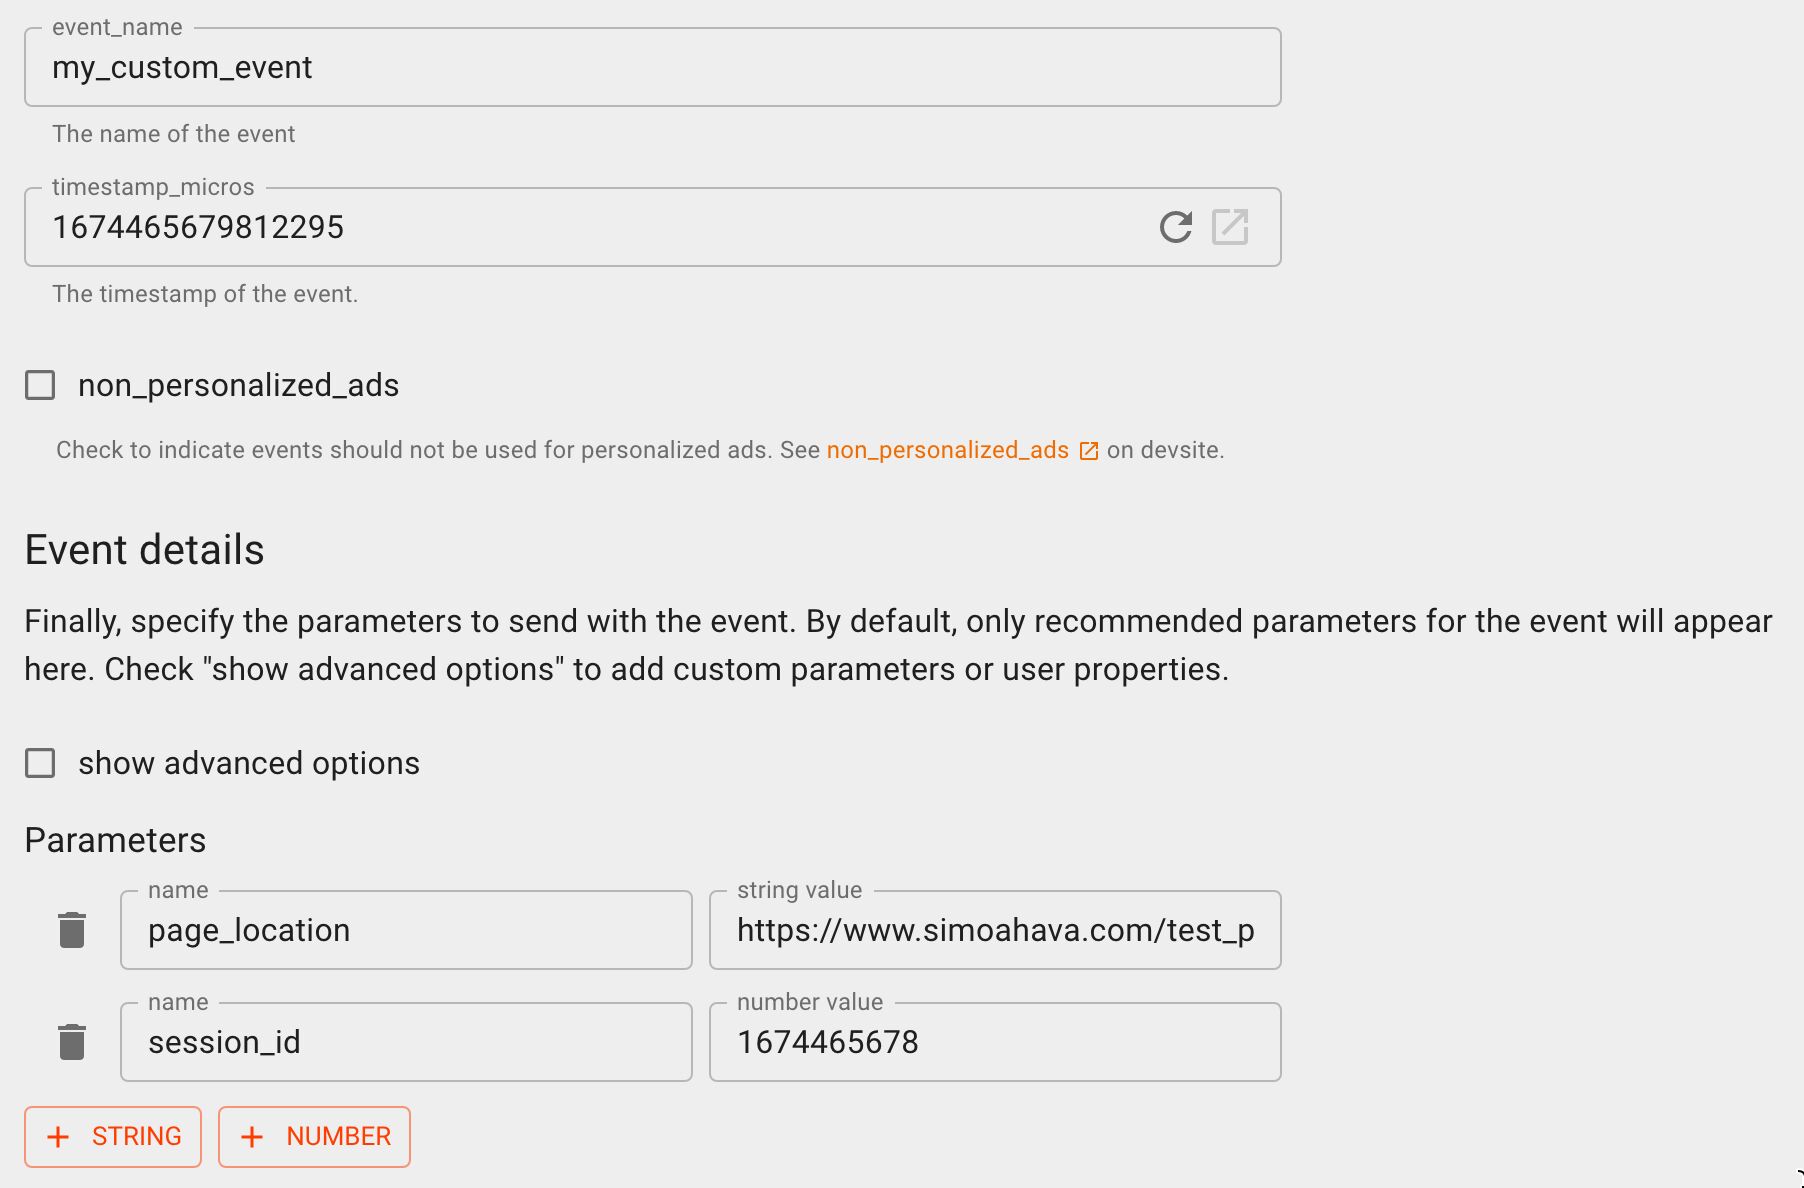 event_name
my_custom_event
The name of the event
timestamp_micros
1674465679812295
The timestamp of the event.
non_personalized_ads
Check to indicate events should not be used for personalized ads. See non_personalized_ads on devsite.
Event details
Finally, specify the parameters to send with the event. By default, only recommended parameters for the event will appear
here. Check "show advanced options" to add custom parameters or user properties.
show advanced options
Parameters
name
page_location
string value
https://www.simoahava.com/test_p
name
session_id
number value
1674465678
+ STRING
+ NUMBER